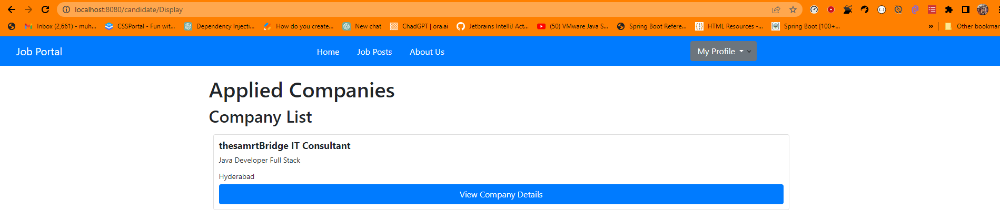 localhost:8080/candidate/Display
Inbox (2,661) - muh... CSSPortal - Fun wit... Dependency Injecti... How do you create... New chat ChadGPT | ora.ai Jetbrains IntelliJ Act... (50) VMware Java S... Spring Boot Refere... HTML Resources -... Spring Boot [100+... » Other bookmar
Job Portal Home Job Posts About Us My Profile
Applied Companies
Company List
thesamrtBridge IT Consultant
Java Developer Full Stack
Hyderabad
View Company Details